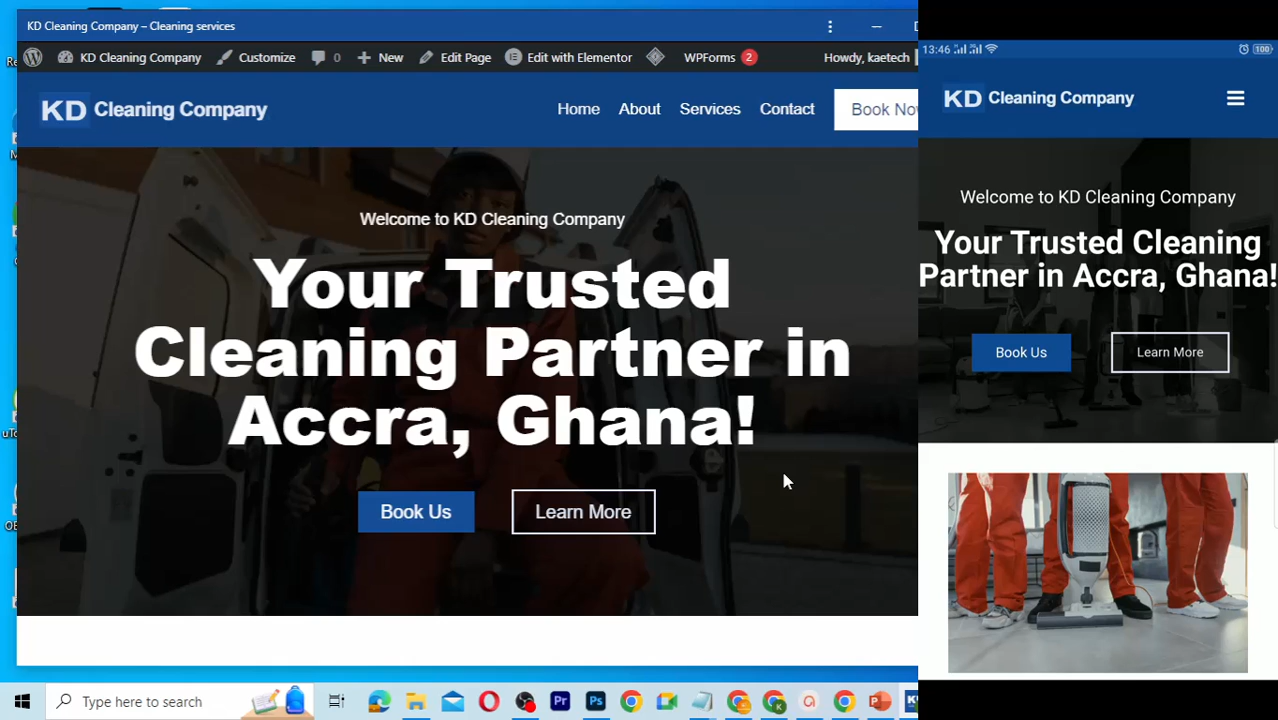 KD Cleaning Company – Cleaning services
KD Cleaning Company Customize 0 New Edit Page Edit with Elementor WPForms 2 Howdy, kaetech
KD Cleaning Company
Home About Services Contact
Book Now
Welcome to KD Cleaning Company
Your Trusted
Cleaning Partner in
Accra, Ghana!
Book Us Learn More
Type here to search
Pr Ps
13:46 100
KD Cleaning Company
Welcome to KD Cleaning Company
Your Trusted Cleaning
Partner in Accra, Ghana!
Book Us Learn More